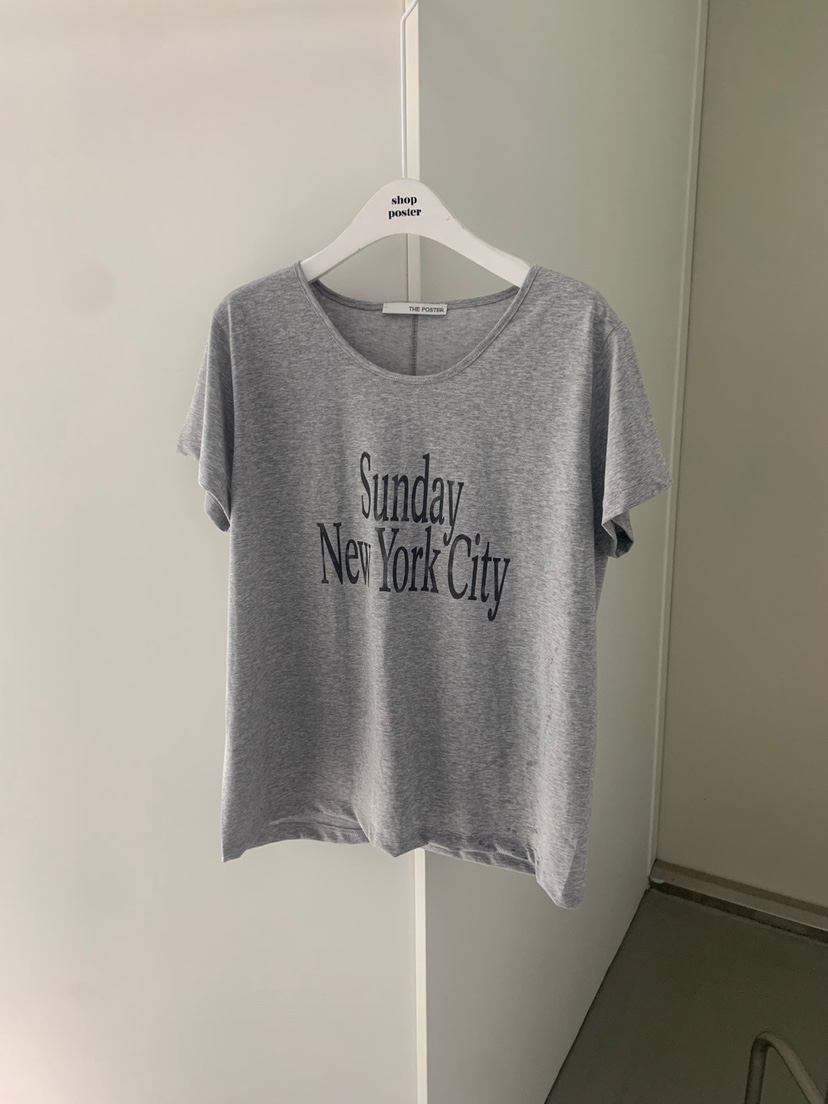 shop
poster
THE POSTER
Sunday
New York City